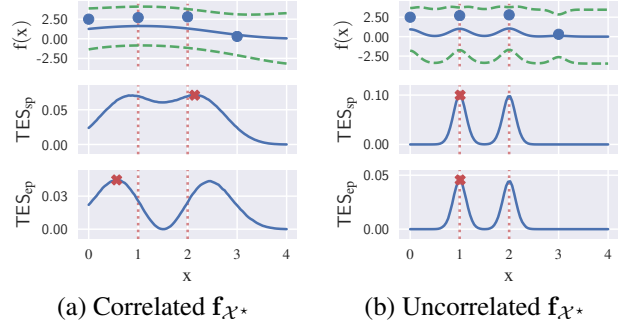 f(x)
2.50
0.00
-2.50
2.50
0.00
-2.50
f(x)
TES_sp
0.05
0.00
TES_sp
0.10
0.00
TES_ep
0.03
0.00
TES_ep
0.05
0.00
0 1 2 3 4
0 1 2 3 4
x
x
(a) Correlated f_𝒳⋆
(b) Uncorrelated f_𝒳⋆